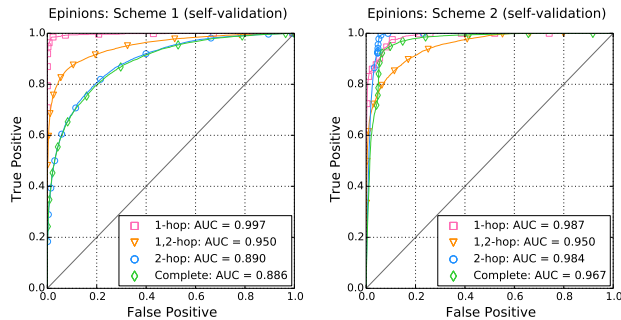 Epinions: Scheme 1 (self-validation)
1.0
0.8
0.6
0.4
0.2
0.0
0.0 0.2 0.4 0.6 0.8 1.0
True Positive
False Positive
1-hop: AUC = 0.997
1,2-hop: AUC = 0.950
2-hop: AUC = 0.890
Complete: AUC = 0.886
Epinions: Scheme 2 (self-validation)
1.0
0.8
0.6
0.4
0.2
0.0
0.0 0.2 0.4 0.6 0.8 1.0
True Positive
False Positive
1-hop: AUC = 0.987
1,2-hop: AUC = 0.950
2-hop: AUC = 0.984
Complete: AUC = 0.967